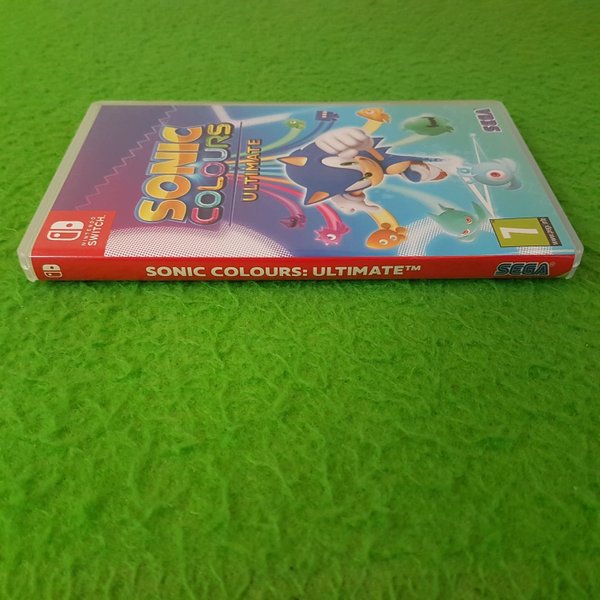 SONIC
COLOURS
ULTIMATE
SEGA
NINTENDO
SWITCH
7
SONIC COLOURS: ULTIMATE™
SEGA®